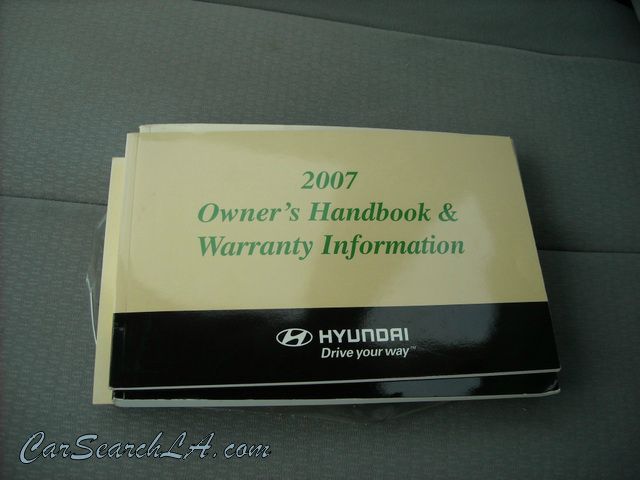 2007
Owner's Handbook &
Warranty Information
HYUNDAI
Drive your way™
CarSearchLA.com